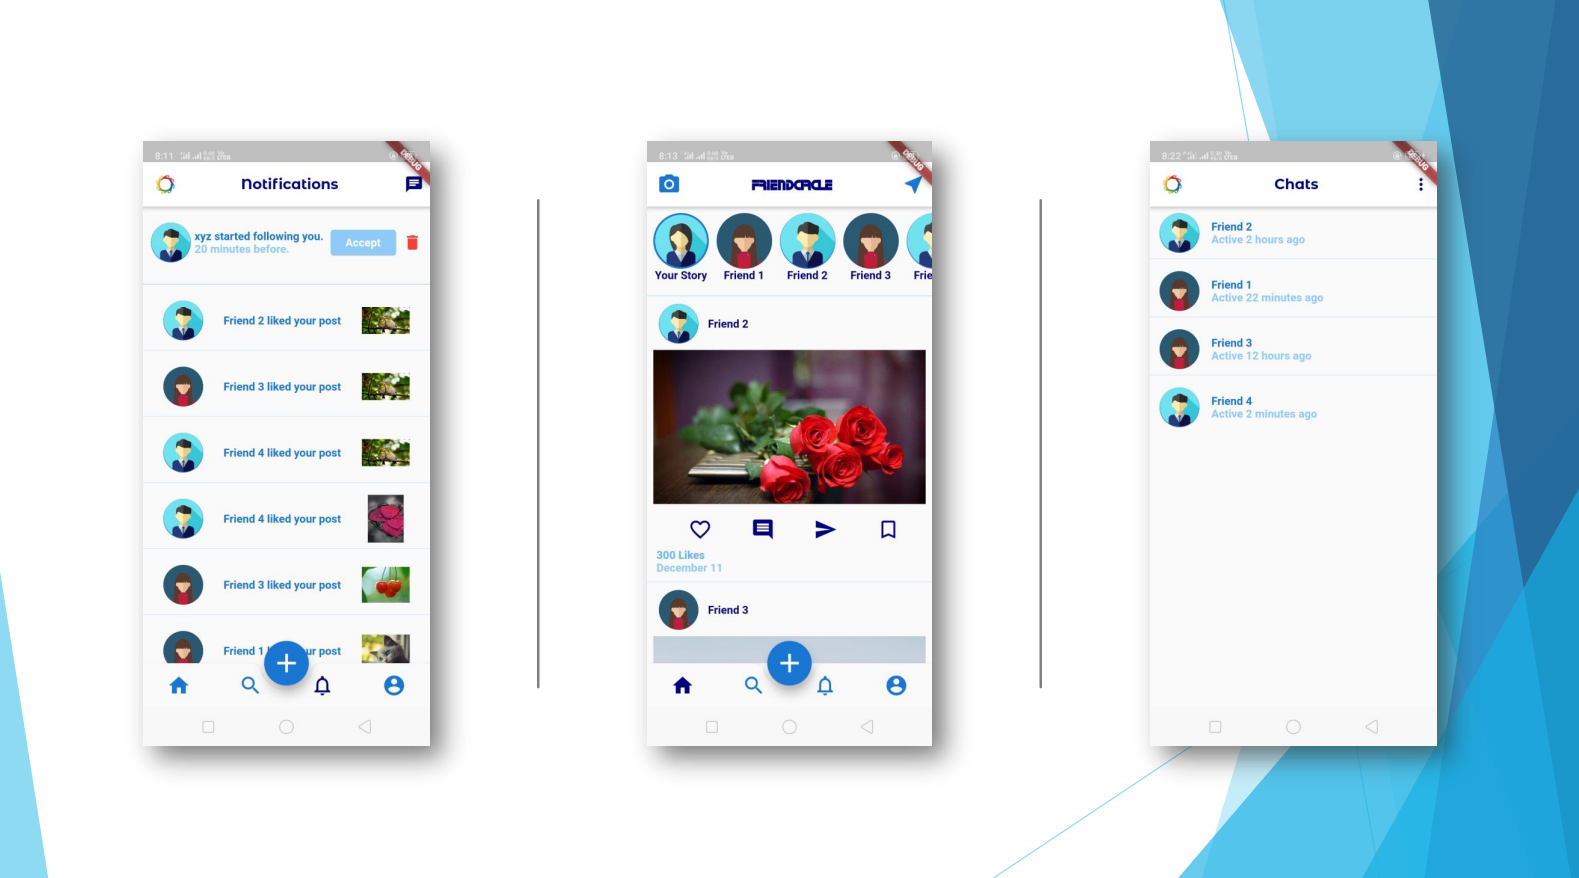 8:11
DEBUG
Notifications
xyz started following you.
20 minutes before.
Accept
Friend 2 liked your post
Friend 3 liked your post
Friend 4 liked your post
Friend 4 liked your post
Friend 3 liked your post
Friend 1
ur post
8:13
DEBUG
FRIENDCIRCLE
Your Story
Friend 1
Friend 2
Friend 3
Frie
Friend 2
300 Likes
December 11
Friend 3
8:22
DEBUG
Chats
Friend 2
Active 2 hours ago
Friend 1
Active 22 minutes ago
Friend 3
Active 12 hours ago
Friend 4
Active 2 minutes ago